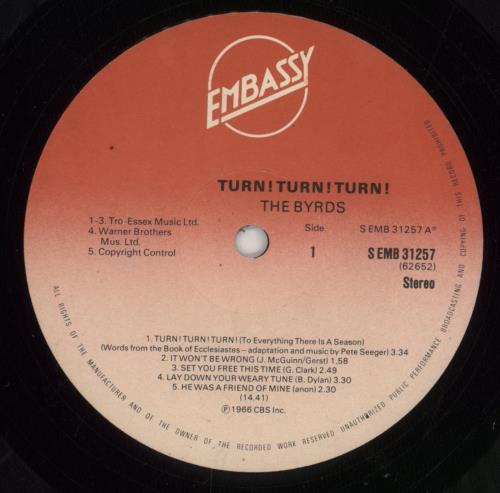 EMBASSY
TURN! TURN! TURN!
THE BYRDS
1-3. Tro-Essex Music Ltd.
4. Warner Brothers
Mus. Ltd.
5. Copyright Control
Side
1
S EMB 31257 A°
S EMB 31257
(62652)
Stereo
1. TURN! TURN! TURN! (To Everything There Is A Season)
(Words from the Book of Ecclesiastes – adaptation and music by Pete Seeger) 3.34
2. IT WON'T BE WRONG (J. McGuinn/Gerst) 1.58
3. SET YOU FREE THIS TIME (G. Clark) 2.49
4. LAY DOWN YOUR WEARY TUNE (B. Dylan) 3.30
5. HE WAS A FRIEND OF MINE (anon) 2.30
(14.41)
Ⓟ1966 CBS Inc.
ALL RIGHTS OF THE MANUFACTURER AND OF THE OWNER OF THE RECORDED WORK RESERVED UNAUTHORIZED PUBLIC PERFORMANCE BROADCASTING AND COPYING OF THIS RECORD PROHIBITED